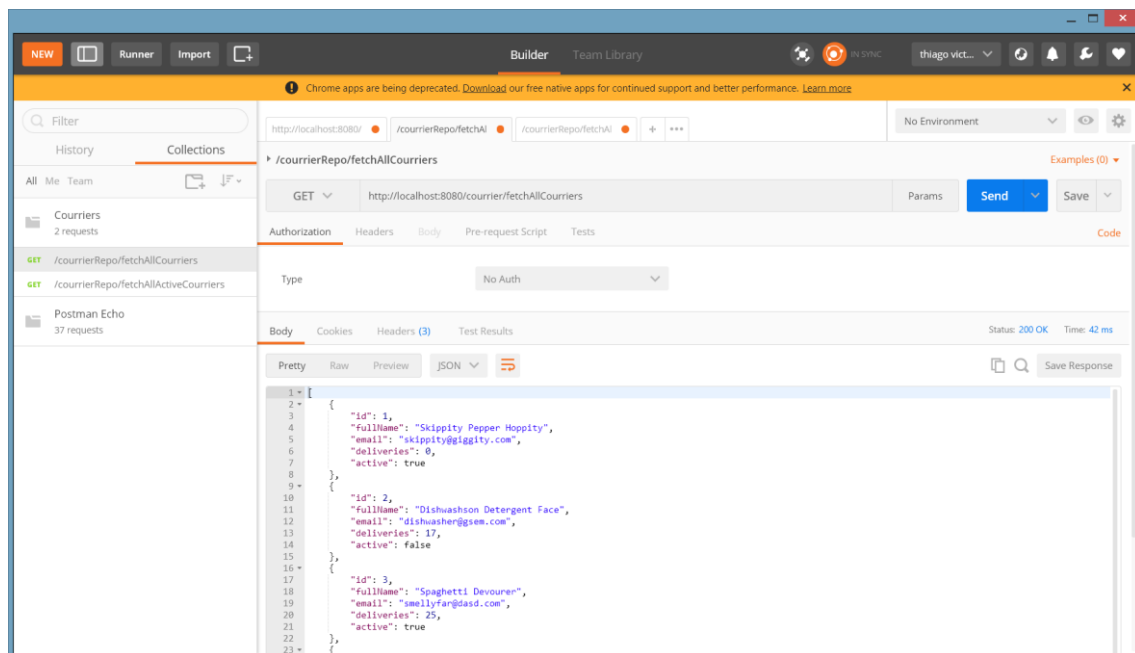 NEW Runner Import Builder Team Library IN SYNC thiago vict...
Chrome apps are being deprecated. Download our free native apps for continued support and better performance. Learn more
Filter
History Collections
All Me Team
Courriers
2 requests
GET /courrierRepo/fetchAllCourriers
GET /courrierRepo/fetchAllActiveCourriers
Postman Echo
37 requests
http://localhost:8080/ /courrierRepo/fetchAl /courrierRepo/fetchAl + ••• No Environment
/courrierRepo/fetchAllCourriers Examples (0)
GET http://localhost:8080/courrier/fetchAllCourriers Params Send Save
Authorization Headers Body Pre-request Script Tests Code
Type No Auth
Body Cookies Headers (3) Test Results Status: 200 OK Time: 42 ms
Pretty Raw Preview JSON Save Response
1 [
2 {
3 "id": 1,
4 "fullName": "Skippity Pepper Hoppity",
5 "email": "skippity@giggity.com",
6 "deliveries": 0,
7 "active": true
8 },
9 {
10 "id": 2,
11 "fullName": "Dishwashson Detergent Face",
12 "email": "dishwasher@gsem.com",
13 "deliveries": 17,
14 "active": false
15 },
16 {
17 "id": 3,
18 "fullName": "Spaghetti Devourer",
19 "email": "smellyfar@dasd.com",
20 "deliveries": 25,
21 "active": true
22 },
23 {